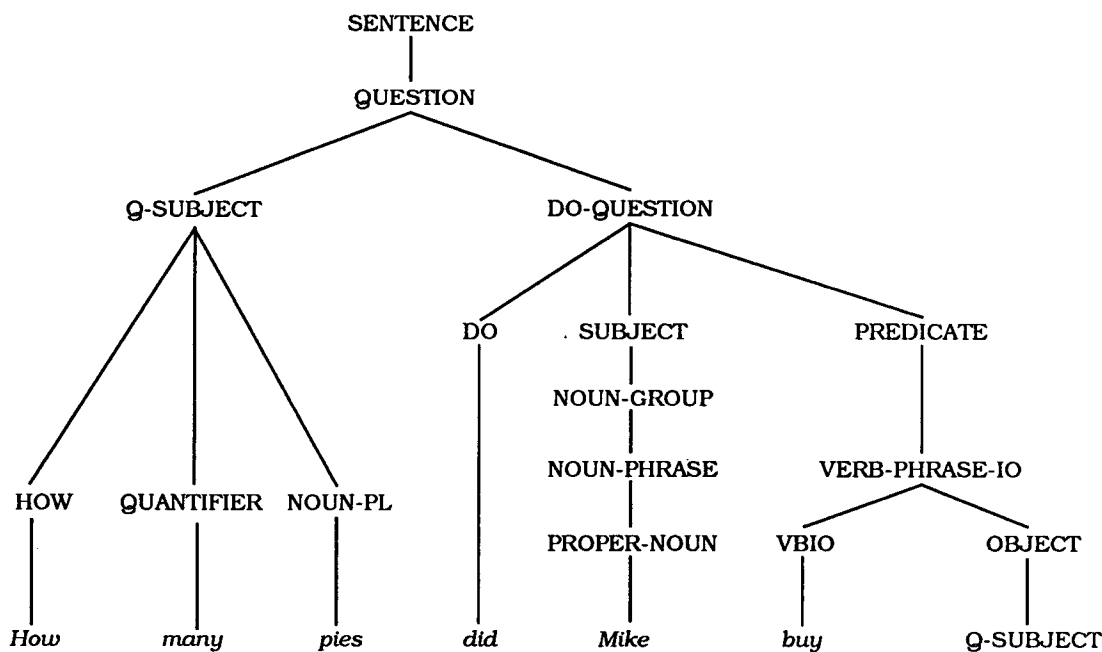 SENTENCE
QUESTION
Q-SUBJECT DO-QUESTION
DO SUBJECT PREDICATE
NOUN-GROUP
NOUN-PHRASE VERB-PHRASE-IO
HOW QUANTIFIER NOUN-PL
PROPER-NOUN VBIO OBJECT
How many pies did Mike buy Q-SUBJECT